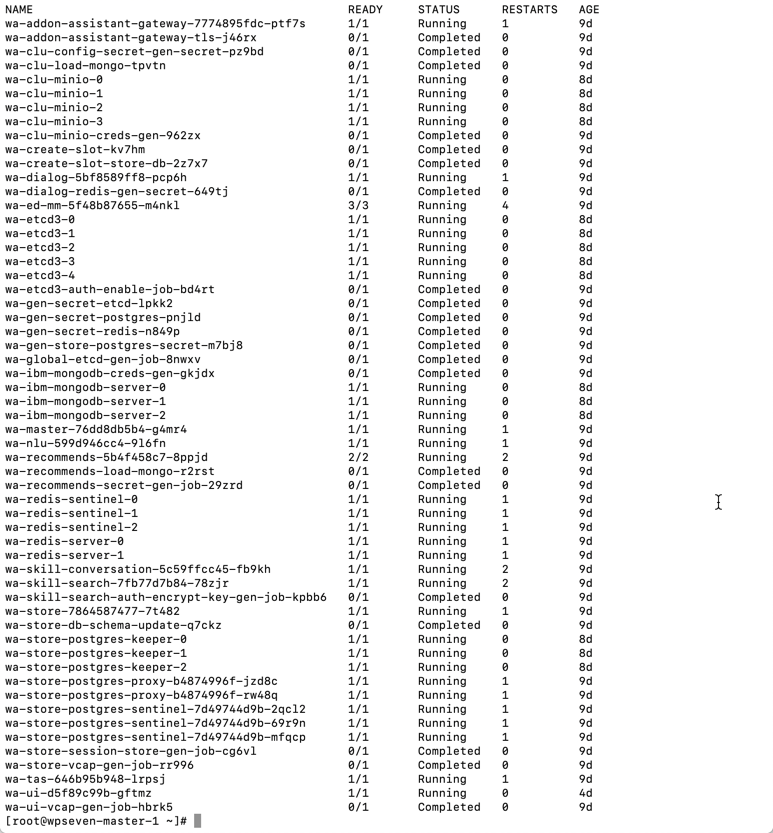 NAME READY STATUS RESTARTS AGE
wa-addon-assistant-gateway-7774895fdc-ptf7s 1/1 Running 1 9d
wa-addon-assistant-gateway-tls-j46rx 0/1 Completed 0 9d
wa-clu-config-secret-gen-secret-pz9bd 0/1 Completed 0 9d
wa-clu-load-mongo-tpvtn 0/1 Completed 0 9d
wa-clu-minio-0 1/1 Running 0 8d
wa-clu-minio-1 1/1 Running 0 8d
wa-clu-minio-2 1/1 Running 0 8d
wa-clu-minio-3 1/1 Running 0 8d
wa-clu-minio-creds-gen-962zx 0/1 Completed 0 9d
wa-create-slot-kv7hm 0/1 Completed 0 9d
wa-create-slot-store-db-2z7x7 0/1 Completed 0 9d
wa-dialog-5bf8589ff8-pcp6h 1/1 Running 1 9d
wa-dialog-redis-gen-secret-649tj 0/1 Completed 0 9d
wa-ed-mm-5f48b87655-m4nkl 3/3 Running 4 9d
wa-etcd3-0 1/1 Running 0 8d
wa-etcd3-1 1/1 Running 0 8d
wa-etcd3-2 1/1 Running 0 8d
wa-etcd3-3 1/1 Running 0 8d
wa-etcd3-4 1/1 Running 0 8d
wa-etcd3-auth-enable-job-bd4rt 0/1 Completed 0 9d
wa-gen-secret-etcd-lpkk2 0/1 Completed 0 9d
wa-gen-secret-postgres-pnjld 0/1 Completed 0 9d
wa-gen-secret-redis-n849p 0/1 Completed 0 9d
wa-gen-store-postgres-secret-m7bj8 0/1 Completed 0 9d
wa-global-etcd-gen-job-8nwxv 0/1 Completed 0 9d
wa-ibm-mongodb-creds-gen-gkjdx 0/1 Completed 0 9d
wa-ibm-mongodb-server-0 1/1 Running 0 8d
wa-ibm-mongodb-server-1 1/1 Running 0 8d
wa-ibm-mongodb-server-2 1/1 Running 0 8d
wa-master-76dd8db5b4-g4mr4 1/1 Running 1 9d
wa-nlu-599d946cc4-9l6fn 1/1 Running 1 9d
wa-recommends-5b4f458c7-8ppjd 2/2 Running 2 9d
wa-recommends-load-mongo-r2rst 0/1 Completed 0 9d
wa-recommends-secret-gen-job-29zrd 0/1 Completed 0 9d
wa-redis-sentinel-0 1/1 Running 1 9d
wa-redis-sentinel-1 1/1 Running 1 9d
wa-redis-sentinel-2 1/1 Running 1 9d
wa-redis-server-0 1/1 Running 1 9d
wa-redis-server-1 1/1 Running 1 9d
wa-skill-conversation-5c59ffcc45-fb9kh 1/1 Running 2 9d
wa-skill-search-7fb77d7b84-78zjr 1/1 Running 2 9d
wa-skill-search-auth-encrypt-key-gen-job-kpbb6 0/1 Completed 0 9d
wa-store-7864587477-7t482 1/1 Running 1 9d
wa-store-db-schema-update-q7ckz 0/1 Completed 0 9d
wa-store-postgres-keeper-0 1/1 Running 0 8d
wa-store-postgres-keeper-1 1/1 Running 0 8d
wa-store-postgres-keeper-2 1/1 Running 0 8d
wa-store-postgres-proxy-b4874996f-jzd8c 1/1 Running 1 9d
wa-store-postgres-proxy-b4874996f-rw48q 1/1 Running 1 9d
wa-store-postgres-sentinel-7d49744d9b-2qcl2 1/1 Running 1 9d
wa-store-postgres-sentinel-7d49744d9b-69r9n 1/1 Running 1 9d
wa-store-postgres-sentinel-7d49744d9b-mfqcp 1/1 Running 1 9d
wa-store-session-store-gen-job-cg6vl 0/1 Completed 0 9d
wa-store-vcap-gen-job-rr996 0/1 Completed 0 9d
wa-tas-646b95b948-lrpsj 1/1 Running 1 9d
wa-ui-d5f89c99b-gftmz 1/1 Running 0 4d
wa-ui-vcap-gen-job-hbrk5 0/1 Completed 0 9d
[root@wpseven-master-1 ~]#